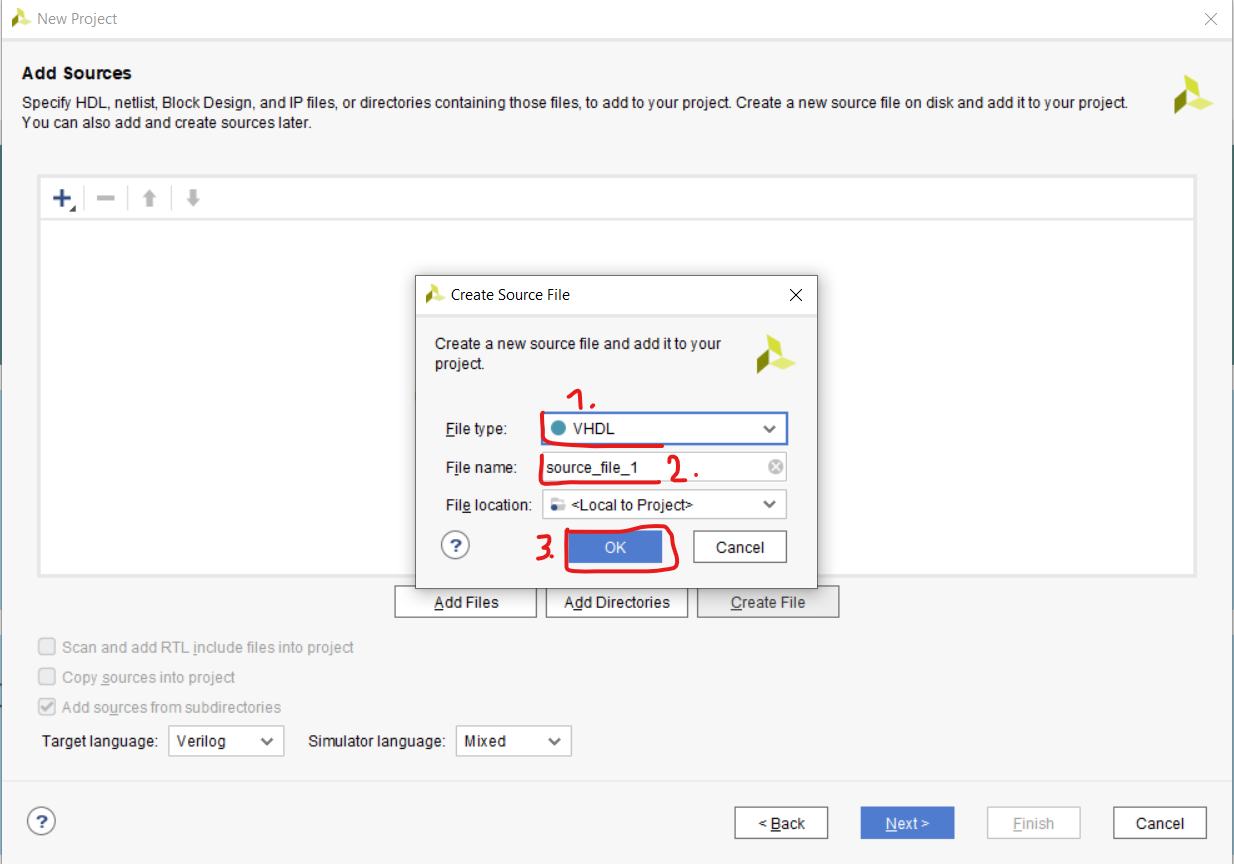 New Project
Add Sources
Specify HDL, netlist, Block Design, and IP files, or directories containing those files, to add to your project. Create a new source file on disk and add it to your project.
You can also add and create sources later.
Create Source File
Create a new source file and add it to your
project.
1.
File type: VHDL
File name: source_file_1 2.
File location: <Local to Project>
? 3. OK Cancel
Add Files Add Directories Create File
Scan and add RTL include files into project
Copy sources into project
Add sources from subdirectories
Target language: Verilog Simulator language: Mixed
? < Back Next > Finish Cancel